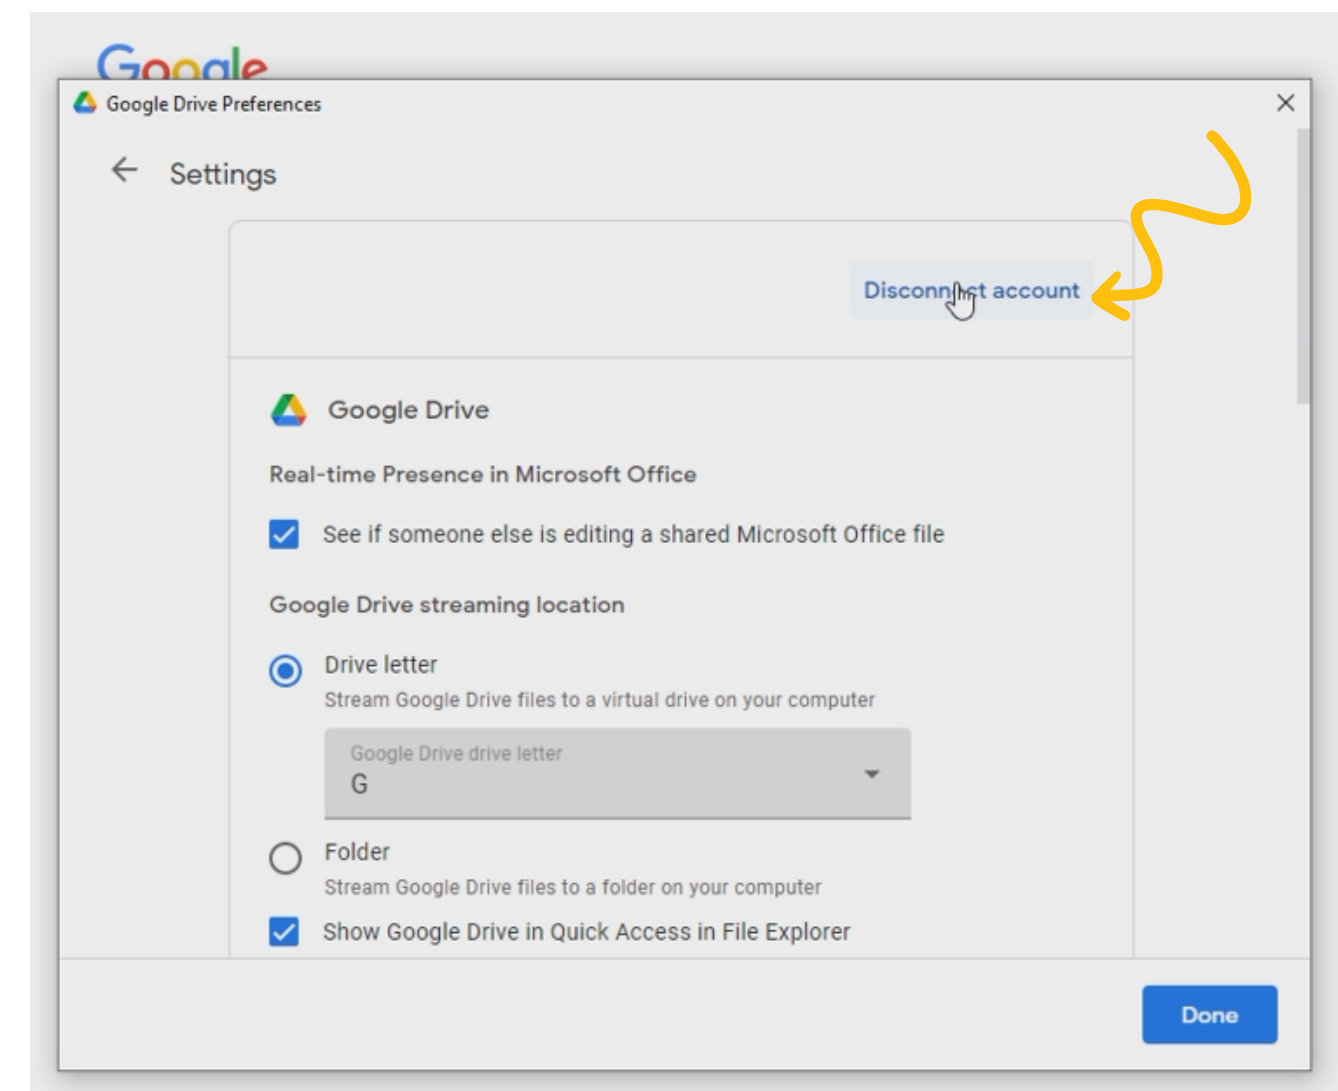 Google
Google Drive Preferences
Settings
Disconnect account
Google Drive
Real-time Presence in Microsoft Office
See if someone else is editing a shared Microsoft Office file
Google Drive streaming location
Drive letter
Stream Google Drive files to a virtual drive on your computer
Google Drive drive letter
G
Folder
Stream Google Drive files to a folder on your computer
Show Google Drive in Quick Access in File Explorer
Done